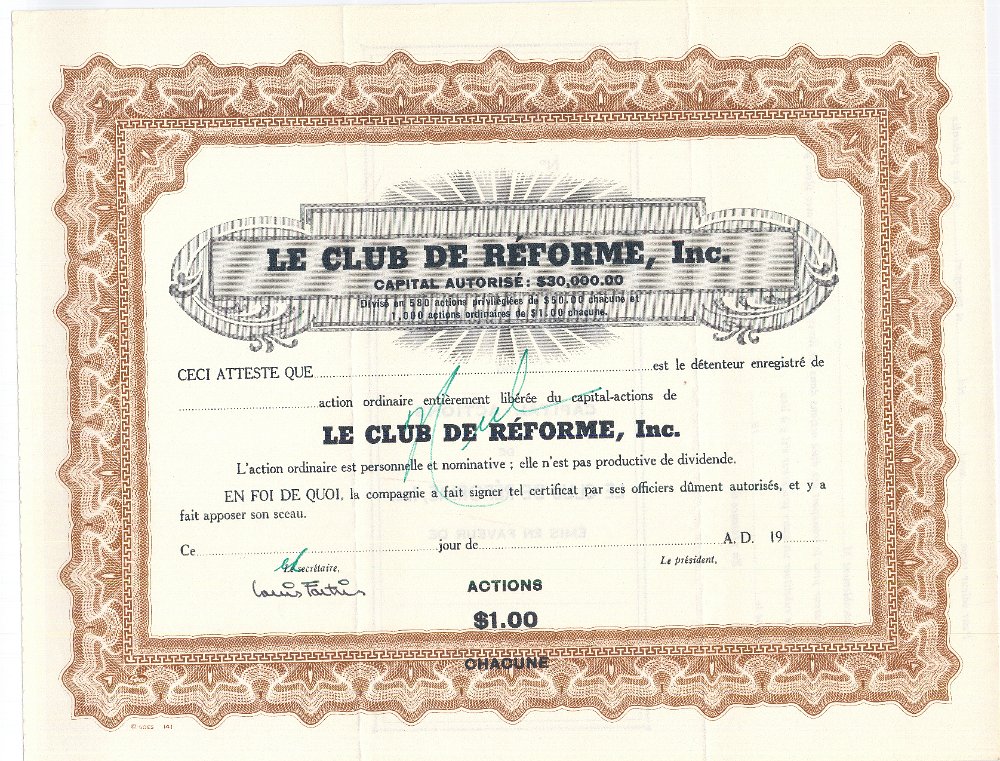 LE CLUB DE RÉFORME, Inc.
CAPITAL AUTORISÉ: $30,000.00
Divisé en 580 actions privilégiées de $50.00 chacune et
1,000 actions ordinaires de $1.00 chacune.
CECI ATTESTE QUE est le détenteur enregistré de
action ordinaire entièrement libérée du capital-actions de
LE CLUB DE RÉFORME, Inc.
L'action ordinaire est personnelle et nominative ; elle n'est pas productive de dividende.
EN FOI DE QUOI, la compagnie a fait signer tel certificat par ses officiers dûment autorisés, et y a
fait apposer son sceau.
Ce jour de A. D. 19
Le secrétaire, Le président,
Louis
ACTIONS
$1.00
CHACUNE